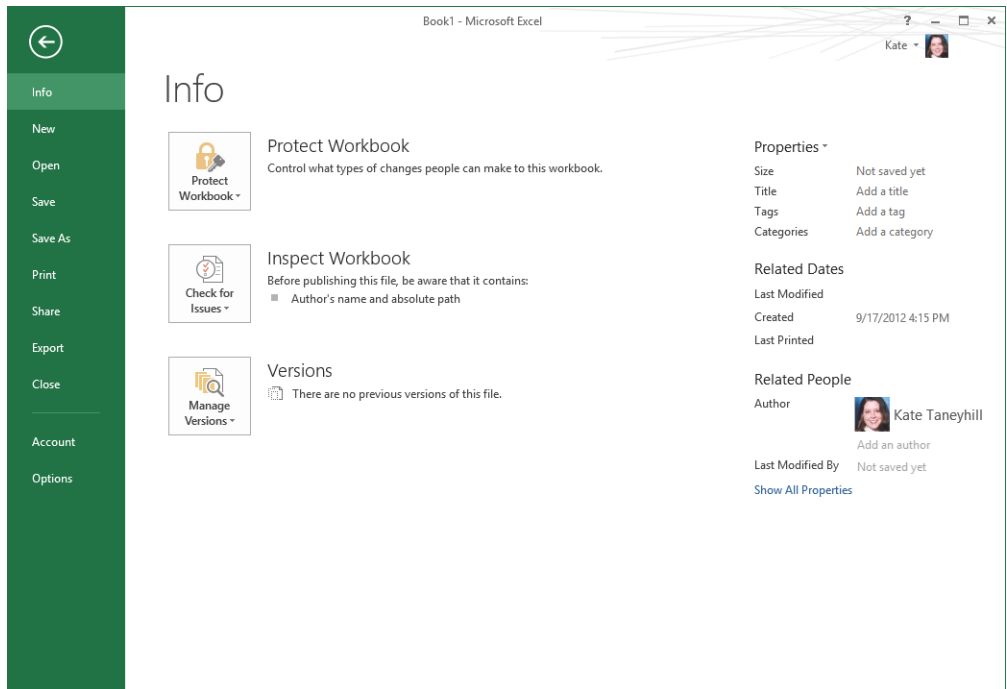 Book1 - Microsoft Excel
?
Kate
Info
New
Open
Save
Save As
Print
Share
Export
Close
Account
Options
Info
Protect
Workbook
Protect Workbook
Control what types of changes people can make to this workbook.
Check for
Issues
Inspect Workbook
Before publishing this file, be aware that it contains:
Author's name and absolute path
Manage
Versions
Versions
There are no previous versions of this file.
Properties
Size Not saved yet
Title Add a title
Tags Add a tag
Categories Add a category
Related Dates
Last Modified
Created 9/17/2012 4:15 PM
Last Printed
Related People
Author Kate Taneyhill
Add an author
Last Modified By Not saved yet
Show All Properties